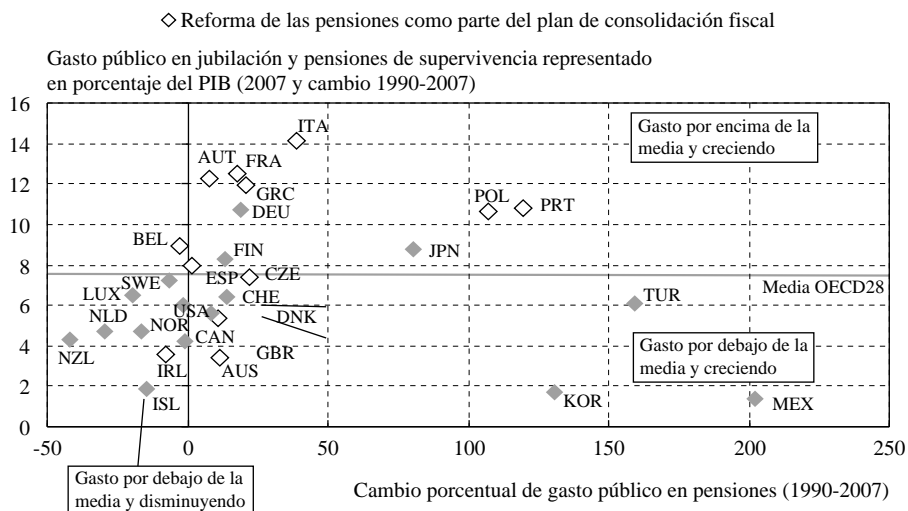 Reforma de las pensiones como parte del plan de consolidación fiscal
Gasto público en jubilación y pensiones de supervivencia representado
en porcentaje del PIB (2007 y cambio 1990-2007)
16
14
12
10
8
6
4
2
0
ITA
Gasto por encima de la
media y creciendo
AUT
FRA
GRC
DEU
POL
PRT
BEL
FIN
JPN
SWE
ESP
CZE
Media OECD28
LUX
CHE
TUR
NLD
NOR
USA
DNK
NZL
CAN
GBR
Gasto por debajo de la
media y creciendo
IRL
AUS
ISL
KOR
MEX
-50
0
50
100
150
200
250
Gasto por debajo de la
media y disminuyendo
Cambio porcentual de gasto público en pensiones (1990-2007)